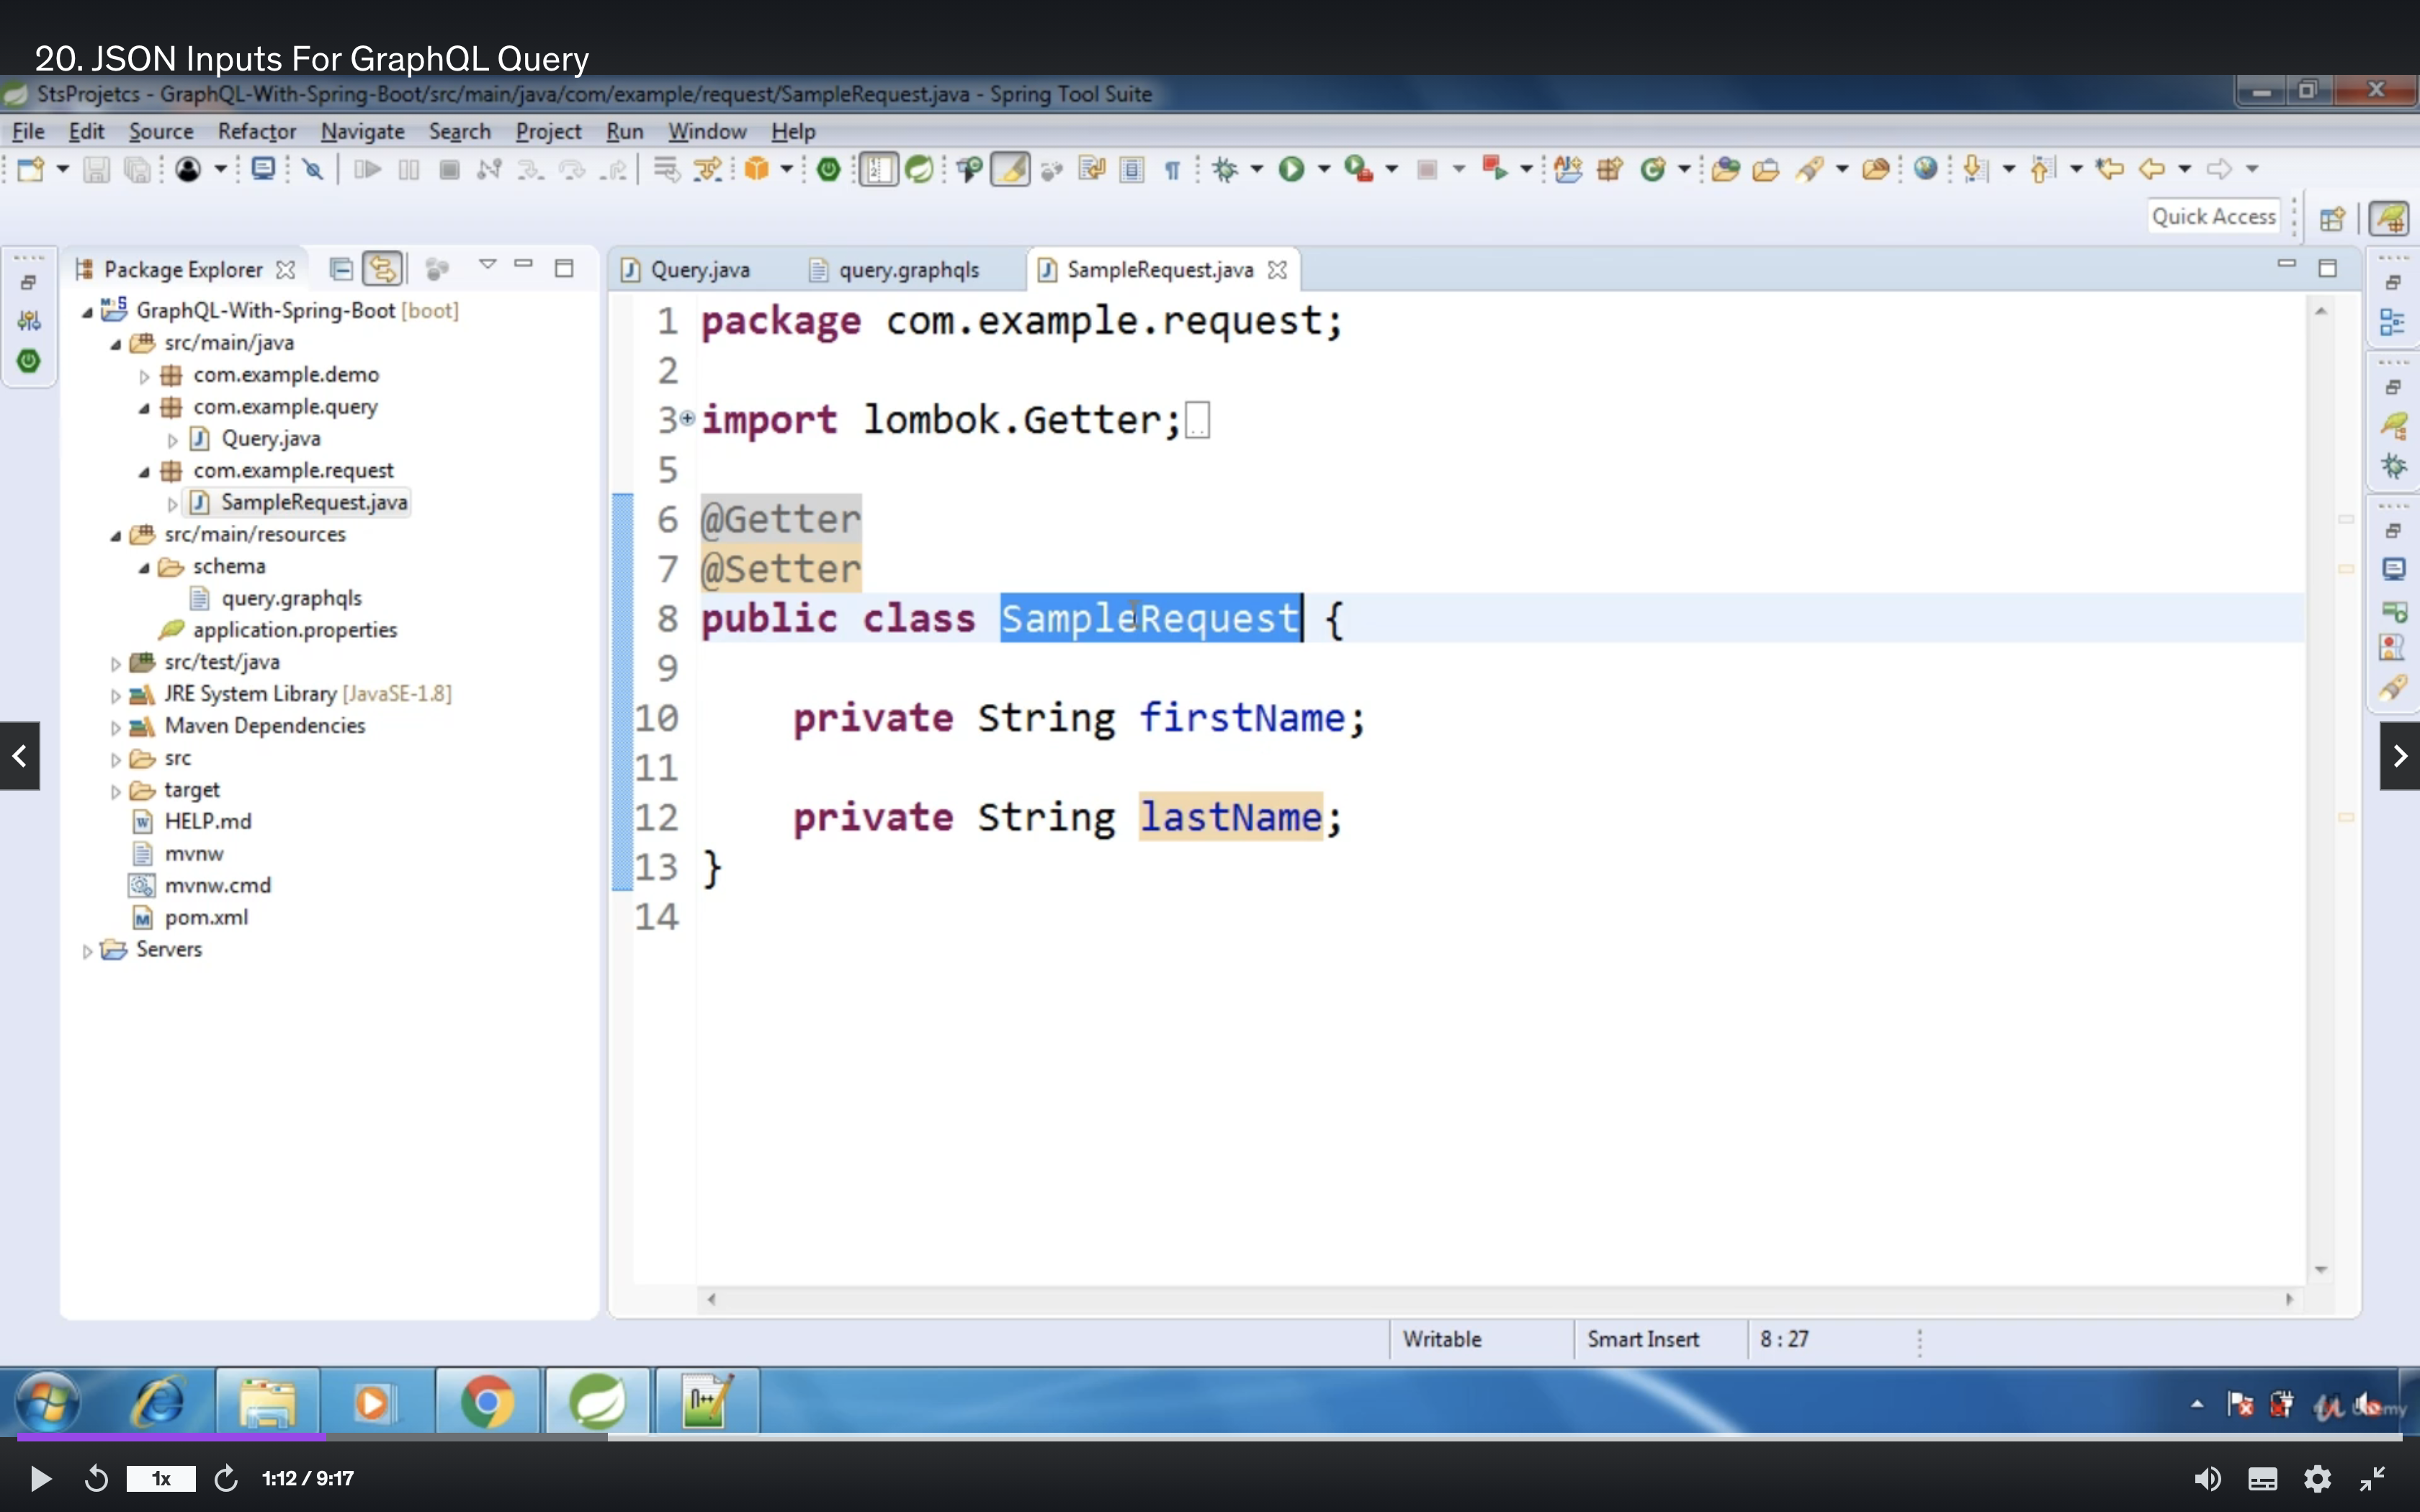 20. JSON Inputs For GraphQL Query
StsProjetcs - GraphQL-With-Spring-Boot/src/main/java/com/example/request/SampleRequest.java - Spring Tool Suite
File Edit Source Refactor Navigate Search Project Run Window Help
Quick Access
Package Explorer
GraphQL-With-Spring-Boot [boot]
src/main/java
com.example.demo
com.example.query
Query.java
com.example.request
SampleRequest.java
src/main/resources
schema
query.graphqls
application.properties
src/test/java
JRE System Library [JavaSE-1.8]
Maven Dependencies
src
target
HELP.md
mvnw
mvnw.cmd
pom.xml
Servers
Query.java query.graphqls SampleRequest.java
1 package com.example.request;
2
3 import lombok.Getter;
5
6 @Getter
7 @Setter
8 public class SampleRequest {
9
10 private String firstName;
11
12 private String lastName;
13 }
14
Writable Smart Insert 8 : 27
1x 1:12 / 9:17